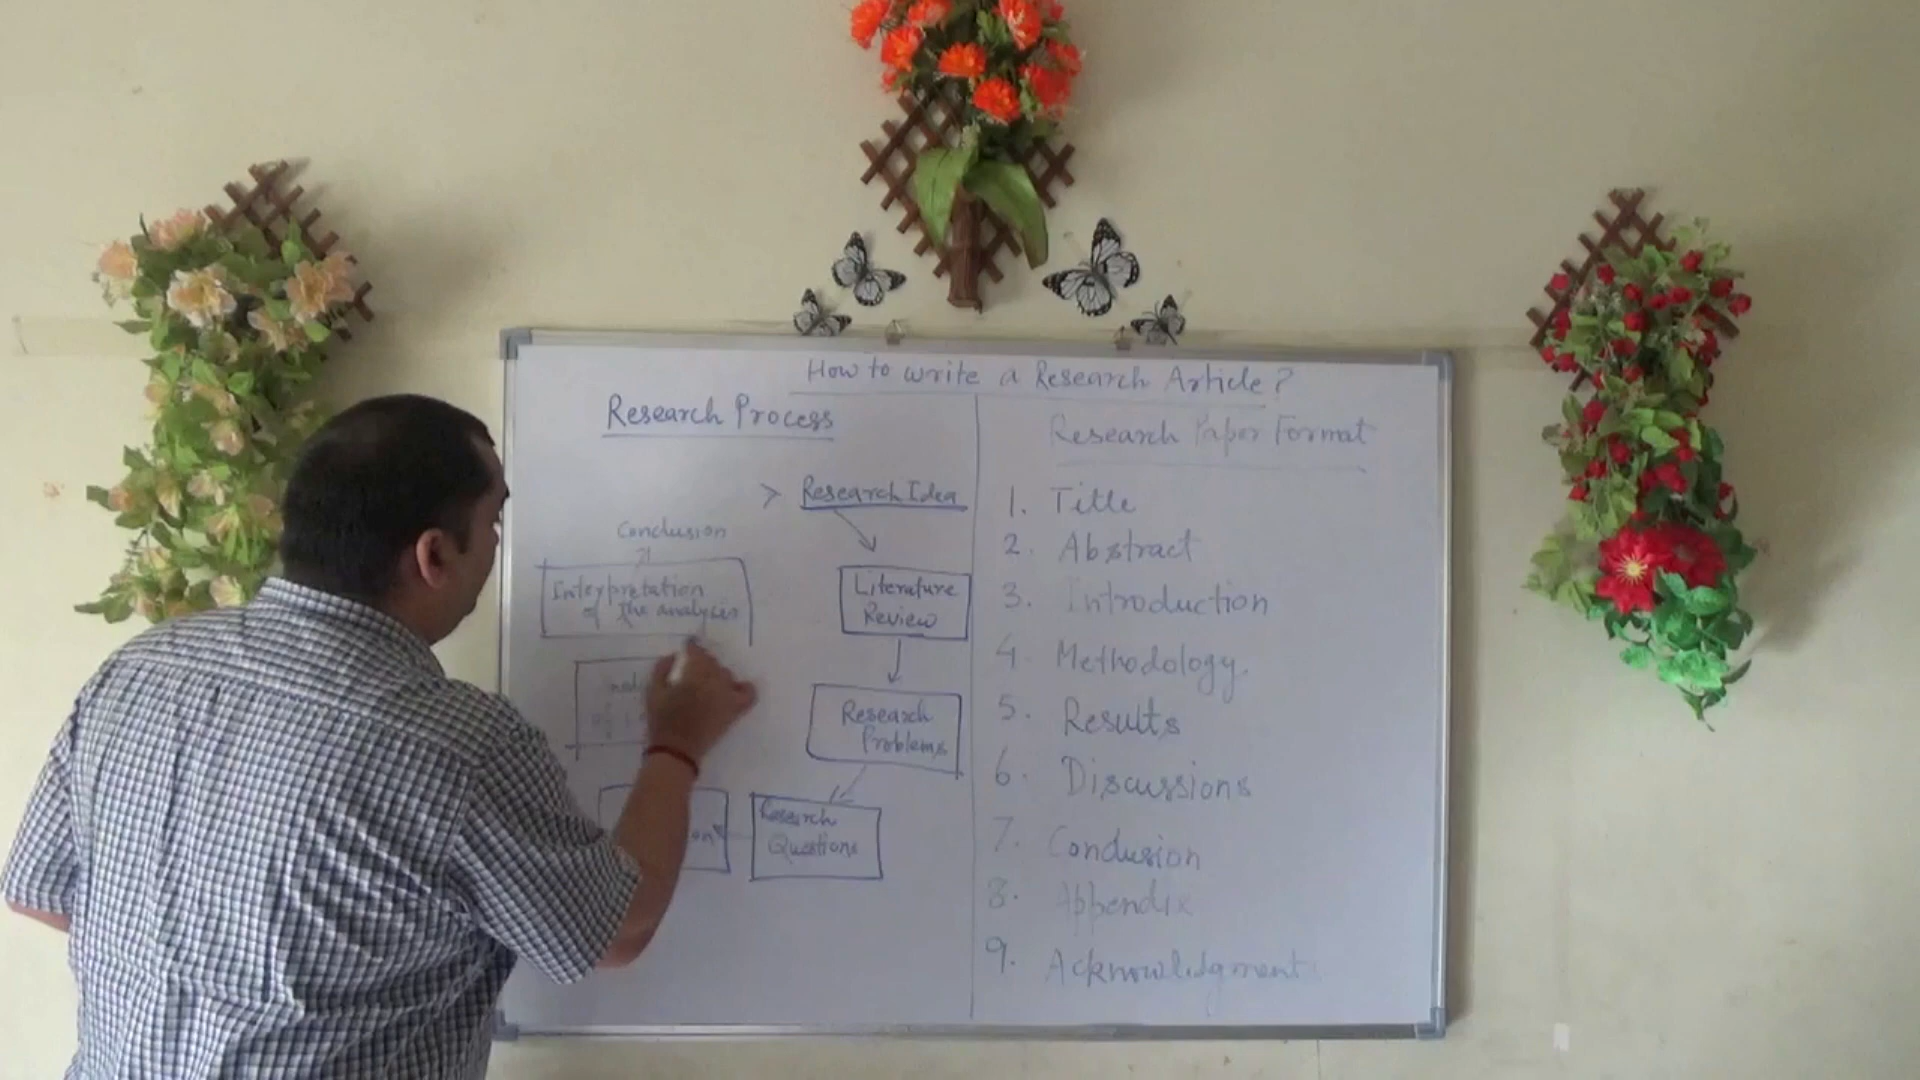 How to write a Research Article?
Research Process
> Research Idea
Literature
Review
Research
Problems
Research
Questions
Conclusion
Interpretation
of the analysis
Research Paper Format
1. Title
2. Abstract
3. Introduction
4. Methodology.
5. Results
6. Discussions
7. Conclusion
8. Appendix
9. Acknowledgment